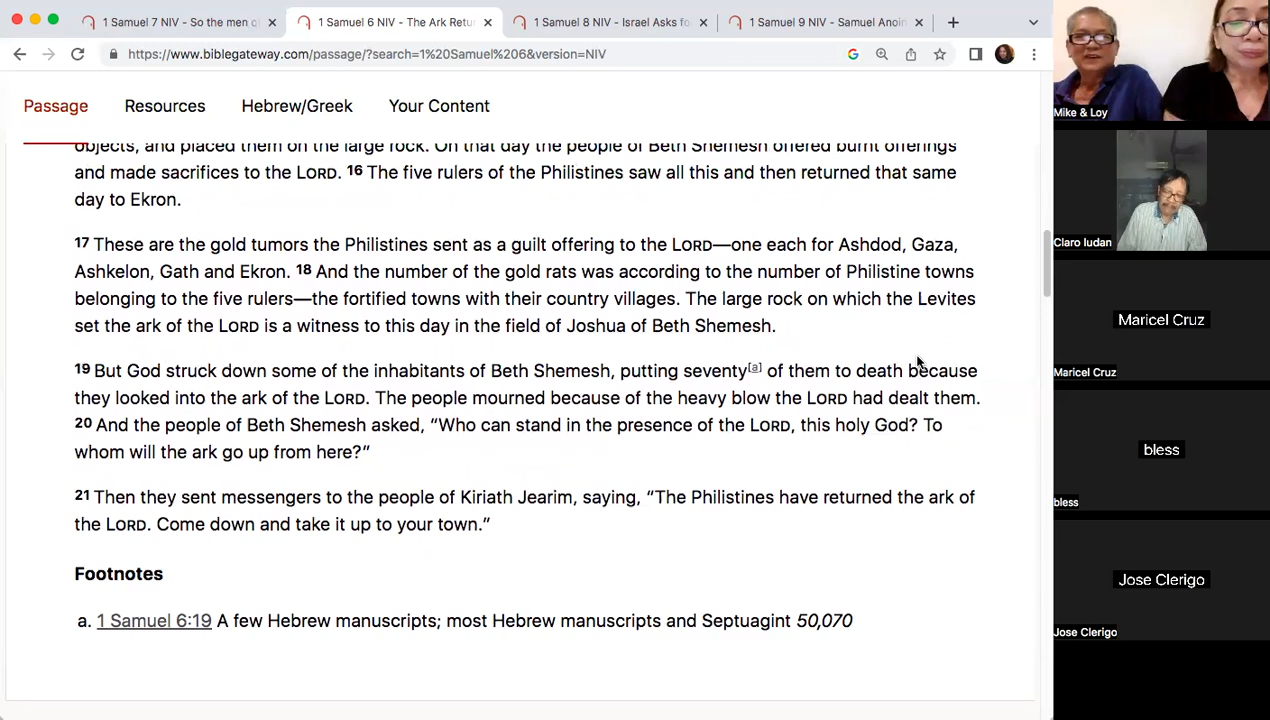 1 Samuel 7 NIV - So the men o
1 Samuel 6 NIV - The Ark Retu
1 Samuel 8 NIV - Israel Asks fo
1 Samuel 9 NIV - Samuel Anoin
https://www.biblegateway.com/passage/?search=1%20Samuel%206&version=NIV
Passage
Resources
Hebrew/Greek
Your Content
objects, and placed them on the large rock. On that day the people of Beth Shemesh offered burnt offerings
and made sacrifices to the LORD. 16 The five rulers of the Philistines saw all this and then returned that same
day to Ekron.
17 These are the gold tumors the Philistines sent as a guilt offering to the LORD—one each for Ashdod, Gaza,
Ashkelon, Gath and Ekron. 18 And the number of the gold rats was according to the number of Philistine towns
belonging to the five rulers—the fortified towns with their country villages. The large rock on which the Levites
set the ark of the LORD is a witness to this day in the field of Joshua of Beth Shemesh.
19 But God struck down some of the inhabitants of Beth Shemesh, putting seventy[a] of them to death because
they looked into the ark of the LORD. The people mourned because of the heavy blow the LORD had dealt them.
20 And the people of Beth Shemesh asked, “Who can stand in the presence of the LORD, this holy God? To
whom will the ark go up from here?”
21 Then they sent messengers to the people of Kiriath Jearim, saying, “The Philistines have returned the ark of
the LORD. Come down and take it up to your town.”
Footnotes
a. 1 Samuel 6:19 A few Hebrew manuscripts; most Hebrew manuscripts and Septuagint 50,070
Mike & Loy
Claro Iudan
Maricel Cruz
Maricel Cruz
bless
bless
Jose Clerigo
Jose Clerigo